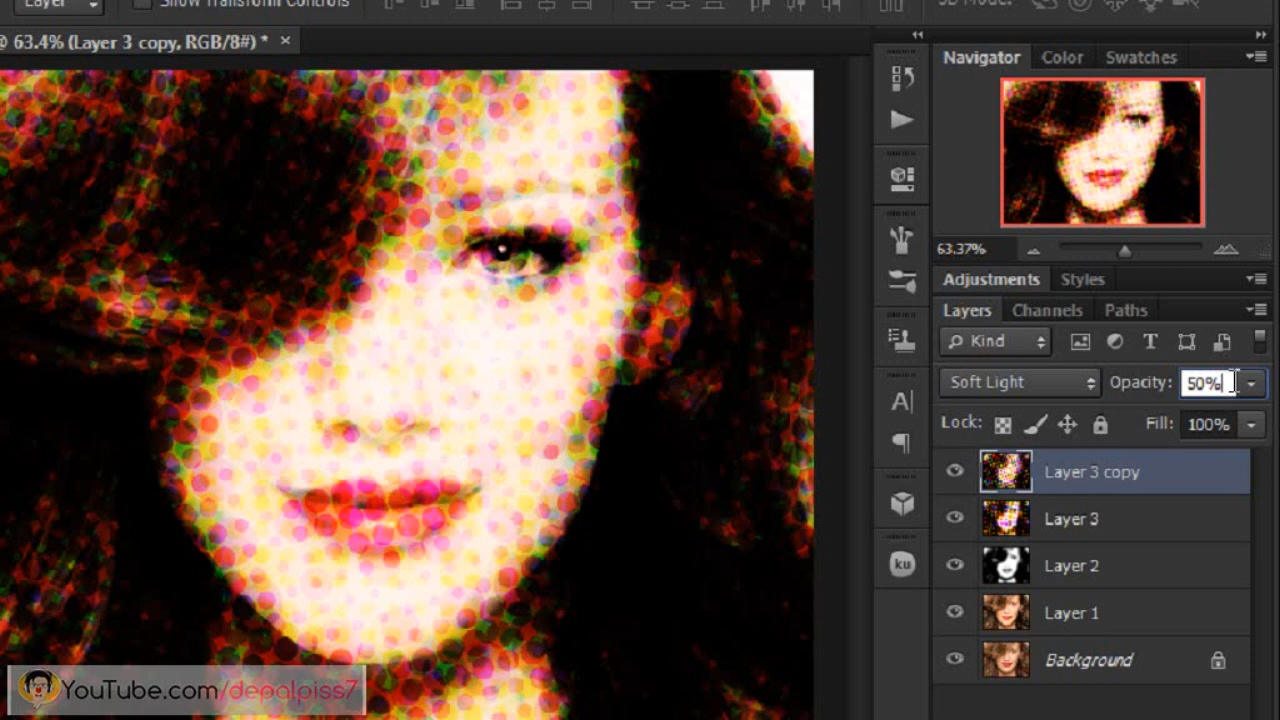 Layer Show Transform Controls 3D Mode:
@ 63.4% (Layer 3 copy, RGB/8#) * ×
Navigator Color Swatches
63.37%
Adjustments Styles
Layers Channels Paths
Kind T
Soft Light Opacity: 50%
Lock: Fill: 100%
A|
¶
ku
Layer 3 copy
Layer 3
Layer 2
Layer 1
Background
YouTube.com/depalpiss7